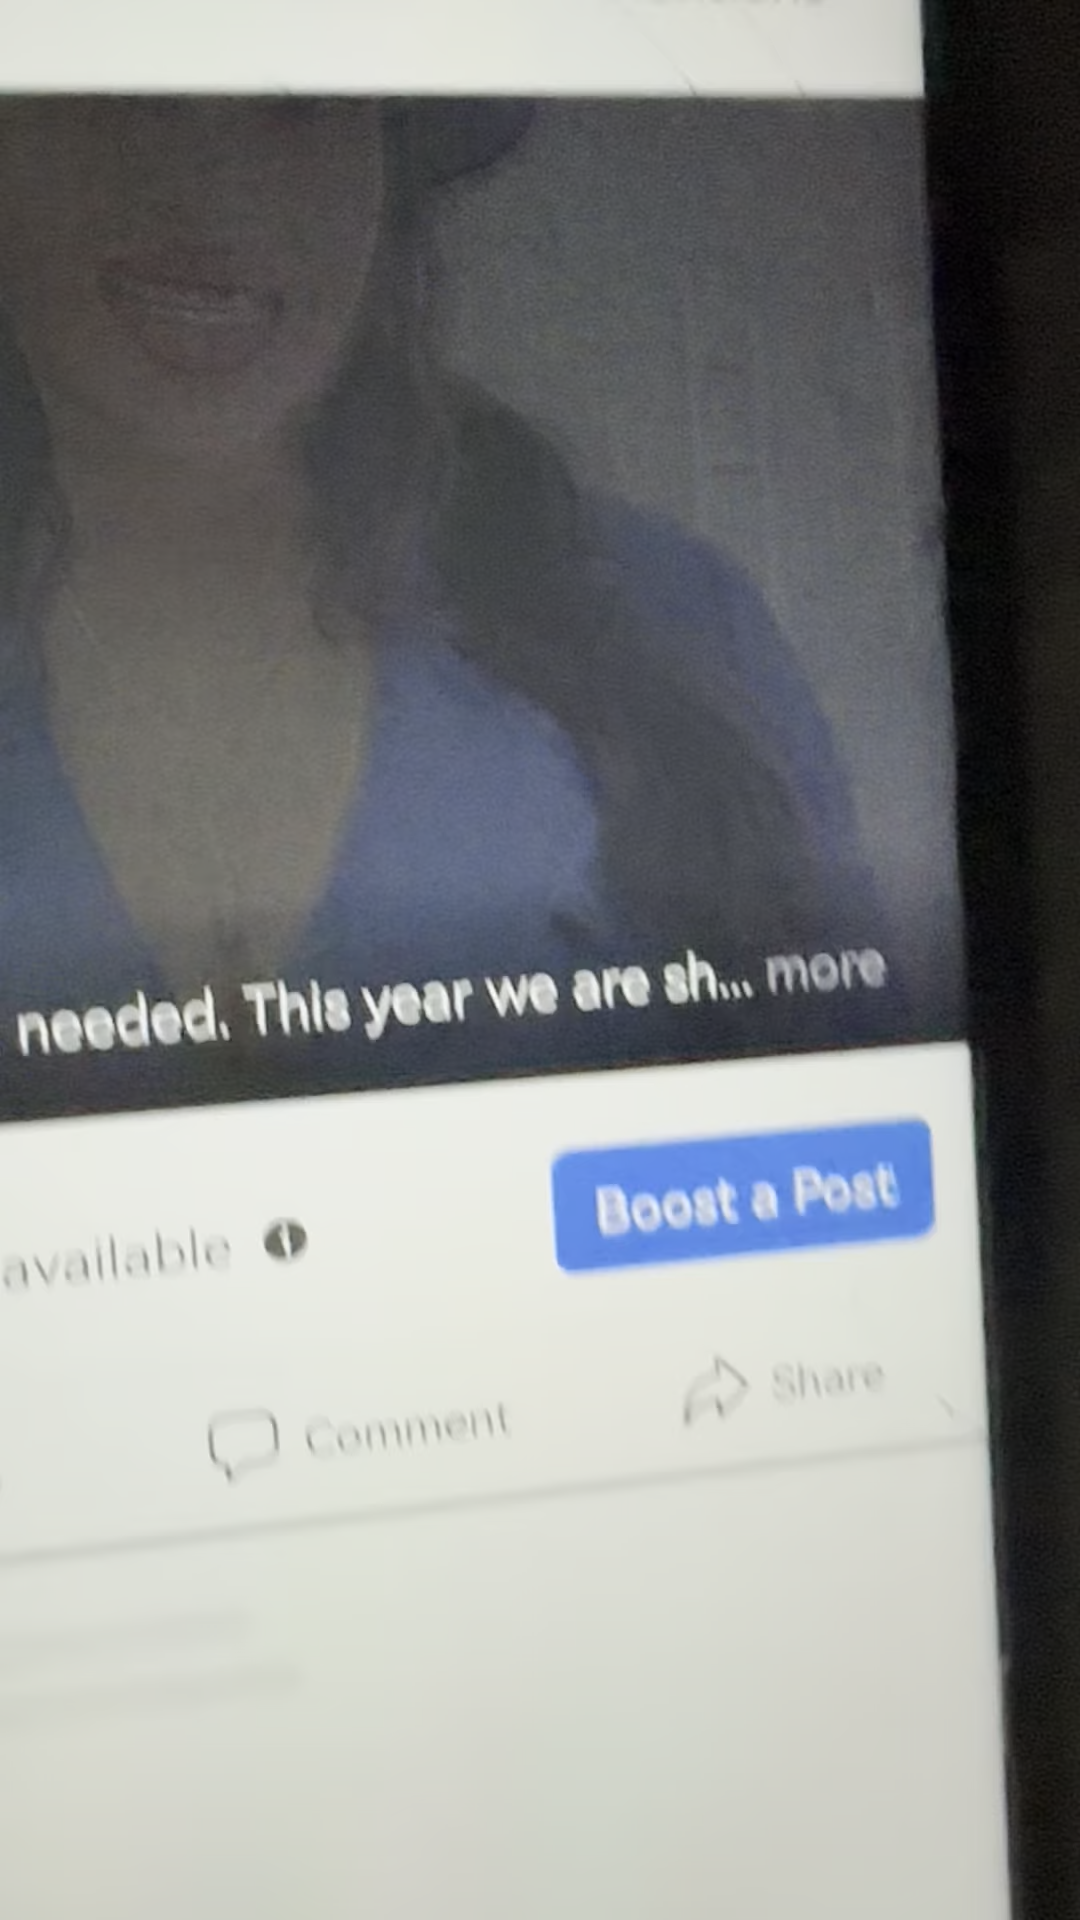 needed. This year we are sh... more
Boost a Post
available
Comment
Share